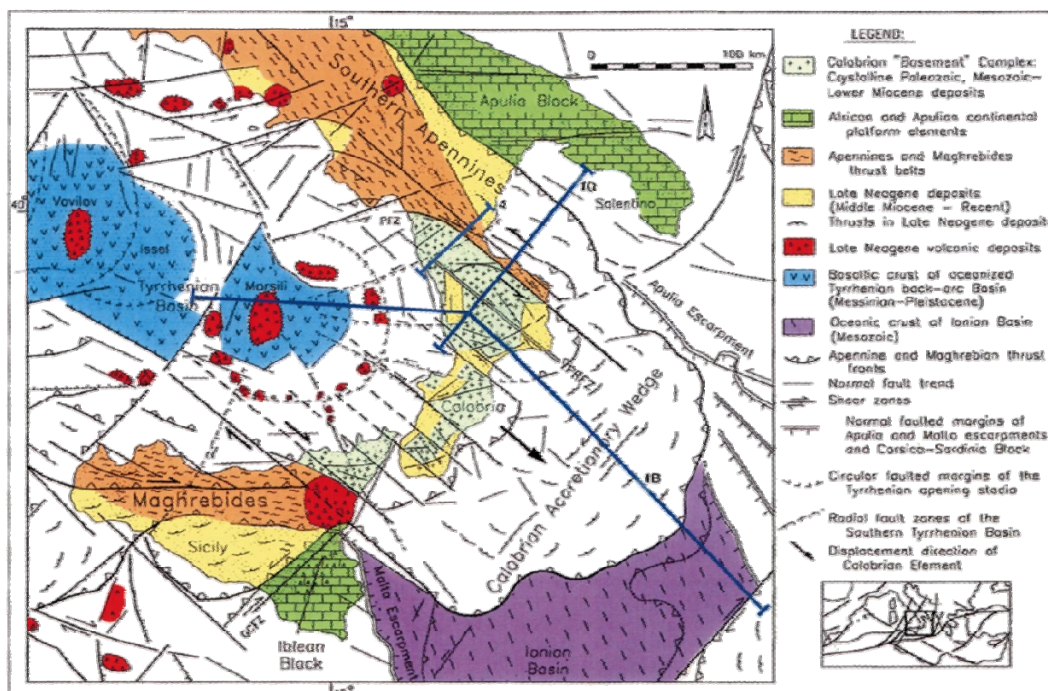 15°
LEGEND:
0
100 km
Calabrian "Basement" Complex:
Crystalline Paleozoic, Mesozoic-
Lower Miocene deposits
African and Apulian continental
platform elements
Apennines and Maghrebides
thrust belts
Late Neogene deposits
(Middle Miocene - Recent)
Thrusts in Late Neogene deposit
Late Neogene volcanic deposits
Basaltic crust of oceanized
Tyrrhenian back-arc Basin
(Messinian-Pleistocene)
Oceanic crust of Ionian Basin
(Mesozoic)
Apennine and Maghrebian thrust
fronts
Normal fault trend
Shear zones
Normal faulted margins of
Apulia and Malta escarpments
and Corsica-Sardinia Block
Circular faulted margins of the
Tyrrhenian opening stadia
Radial fault zones of the
Southern Tyrrhenian Basin
Displacement direction of
Calabrian Element
Southern Apennines
Apulia Block
Salentino
40
Vavilov
Issel
PFZ
4
Tyrrhenian
Basin
Marsili
Apulia Escarpment
Calabria
Calabrian Accretionary Wedge
1B
Maghrebides
Sicily
Malta Escarpment
Iblean
Block
Ionian
Basin